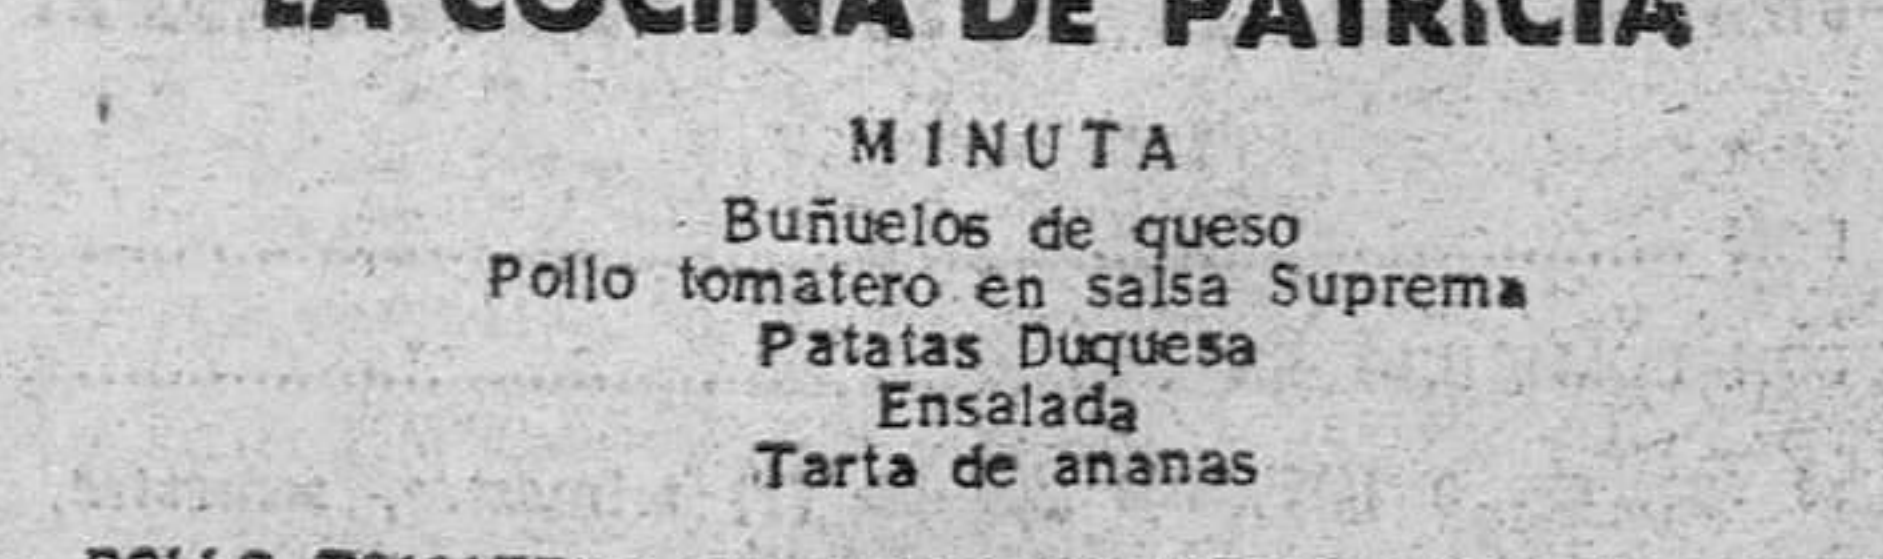 LA COCINA DE PATRICIA
MINUTA
Buñuelos de queso
Pollo tomatero en salsa Suprema
Patatas Duquesa
Ensalada
Tarta de ananas